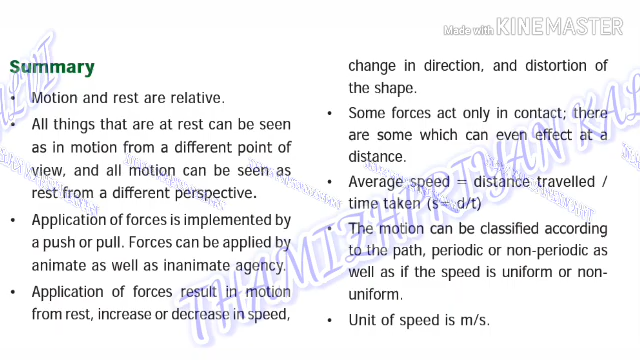 Made with KINEMASTER
Summary
• Motion and rest are relative.
• All things that are at rest can be seen
as in motion from a different point of
view, and all motion can be seen as
rest from a different perspective.
• Application of forces is implemented by
a push or pull. Forces can be applied by
animate as well as inanimate agency.
• Application of forces result in motion
from rest, increase or decrease in speed,
change in direction, and distortion of
the shape.
• Some forces act only in contact; there
are some which can even effect at a
distance.
• Average speed = distance travelled /
time taken (s= d/t)
• The motion can be classified according
to the path, periodic or non-periodic as
well as if the speed is uniform or non-
uniform.
• Unit of speed is m/s.
THAMIZHPRIYAN KALVI